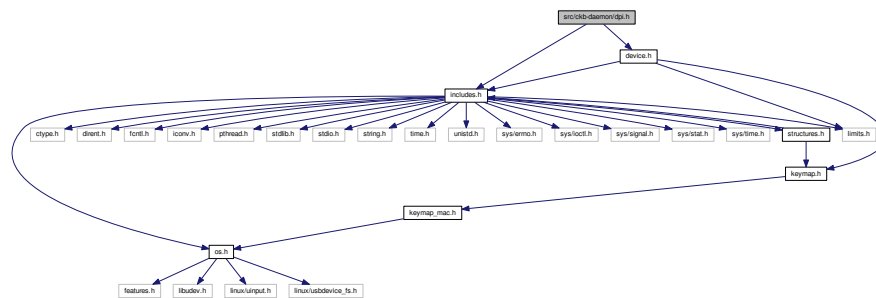 src/ckb-daemon/dpi.h
device.h
includes.h
ctype.h
dirent.h
fcntl.h
iconv.h
pthread.h
stdlib.h
stdio.h
string.h
time.h
unistd.h
sys/errno.h
sys/ioctl.h
sys/signal.h
sys/stat.h
sys/time.h
structures.h
limits.h
keymap.h
keymap_mac.h
os.h
features.h
libudev.h
linux/uinput.h
linux/usbdevice_fs.h